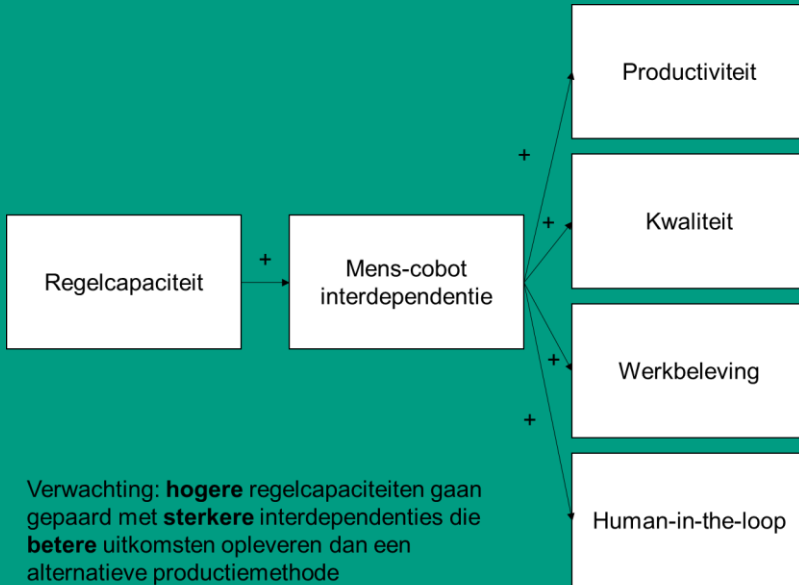 Productiviteit
+
Kwaliteit
+
Regelcapaciteit
+
Mens-cobot
interdependentie
Werkbeleving
+
+
Human-in-the-loop
Verwachting: hogere regelcapaciteiten gaan
gepaard met sterkere interdependenties die
betere uitkomsten opleveren dan een
alternatieve productiemethode